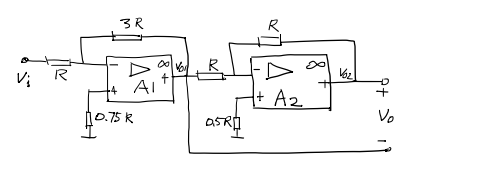 3R
R
Vi
R
- ▷ ∞
+ A1 +
Vo1
R
- ▷ ∞
+ A2 +
Vo2
0.75R
0.5R
+
Vo
-